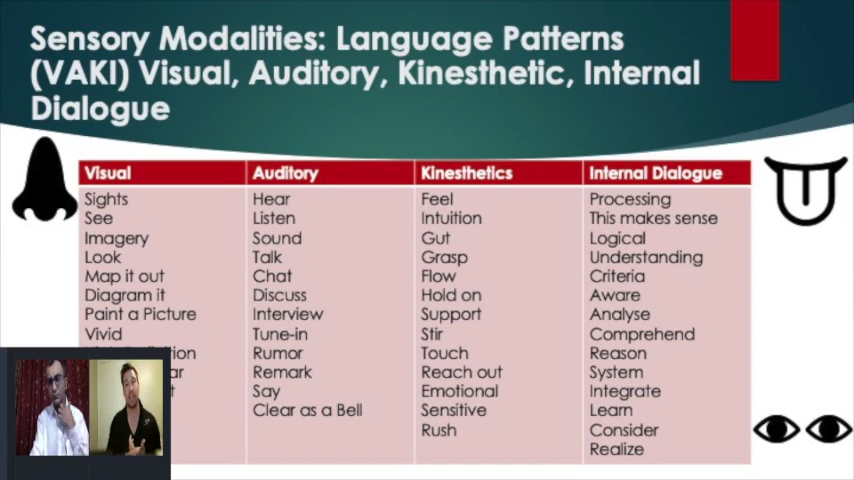 Sensory Modalities: Language Patterns
(VAKI) Visual, Auditory, Kinesthetic, Internal
Dialogue
Visual
Sights
See
Imagery
Look
Map it out
Diagram it
Paint a Picture
Vivid
Auditory
Hear
Listen
Sound
Talk
Chat
Discuss
Interview
Tune-in
Rumor
Remark
Say
Clear as a Bell
Kinesthetics
Feel
Intuition
Gut
Grasp
Flow
Hold on
Support
Stir
Touch
Reach out
Emotional
Sensitive
Rush
Internal Dialogue
Processing
This makes sense
Logical
Understanding
Criteria
Aware
Analyse
Comprehend
Reason
System
Integrate
Learn
Consider
Realize